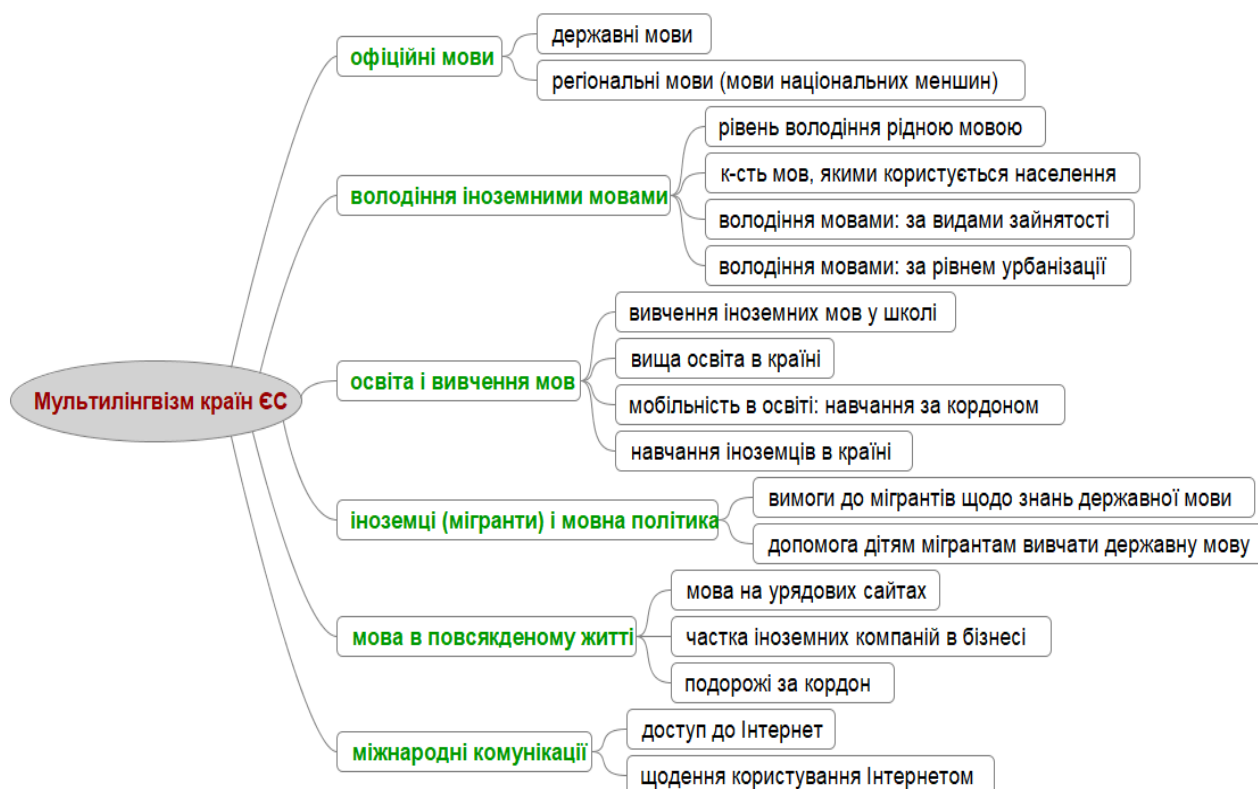 Мультилінгвізм країн ЄС
офіційні мови
державні мови
регіональні мови (мови національних меншин)
володіння іноземними мовами
рівень володіння рідною мовою
к-сть мов, якими користується населення
володіння мовами: за видами зайнятості
володіння мовами: за рівнем урбанізації
освіта і вивчення мов
вивчення іноземних мов у школі
вища освіта в країні
мобільність в освіті: навчання за кордоном
навчання іноземців в країні
іноземці (мігранти) і мовна політика
вимоги до мігрантів щодо знань державної мови
допомога дітям мігрантам вивчати державну мову
мова в повсякденому житті
мова на урядових сайтах
частка іноземних компаній в бізнесі
подорожі за кордон
міжнародні комунікації
доступ до Інтернет
щодення користування Інтернетом